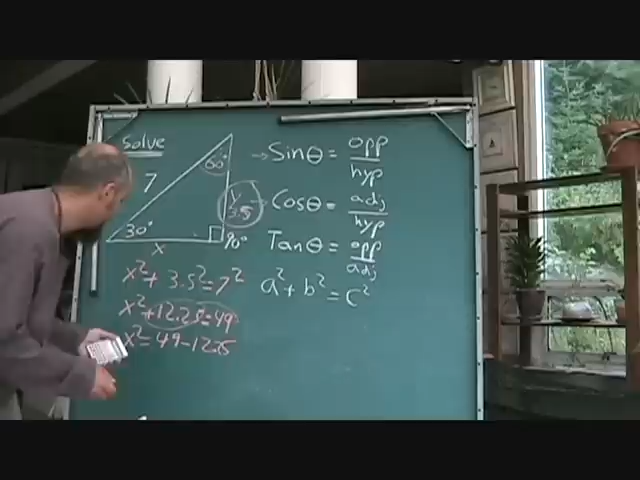 Solve
60°
7
y
3.5
30°
90°
x
→Sinθ = opp/hyp
→Cosθ = adj/hyp
Tanθ = opp/adj
a² + b² = c²
x² + 3.5² = 7²
x² + 12.25 = 49
x² = 49 - 12.25